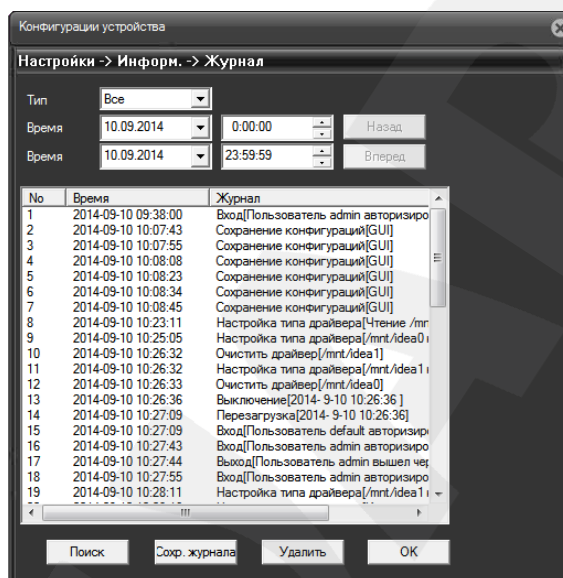 Конфигурации устройства
Настройки -> Информ. -> Журнал
Тип Все
Время 10.09.2014 0:00:00 Назад
Время 10.09.2014 23:59:59 Вперед
No Время Журнал
1 2014-09-10 09:38:00 Вход[Пользователь admin авторизиро
2 2014-09-10 10:07:43 Сохранение конфигураций[GUI]
3 2014-09-10 10:07:55 Сохранение конфигураций[GUI]
4 2014-09-10 10:08:08 Сохранение конфигураций[GUI]
5 2014-09-10 10:08:23 Сохранение конфигураций[GUI]
6 2014-09-10 10:08:34 Сохранение конфигураций[GUI]
7 2014-09-10 10:08:45 Сохранение конфигураций[GUI]
8 2014-09-10 10:23:11 Настройка типа драйвера[Чтение /mn
9 2014-09-10 10:25:05 Настройка типа драйвера[/mnt/idea0
10 2014-09-10 10:26:32 Очистить драйвер[/mnt/idea1]
11 2014-09-10 10:26:32 Настройка типа драйвера[/mnt/idea1
12 2014-09-10 10:26:33 Очистить драйвер[/mnt/idea0]
13 2014-09-10 10:26:36 Выключение[2014- 9-10 10:26:36 ]
14 2014-09-10 10:27:09 Перезагрузка[2014- 9-10 10:26:36]
15 2014-09-10 10:27:09 Вход[Пользователь default авторизир
16 2014-09-10 10:27:43 Вход[Пользователь admin авторизиро
17 2014-09-10 10:27:44 Выход[Пользователь admin вышел чер
18 2014-09-10 10:27:55 Вход[Пользователь admin авторизиро
19 2014-09-10 10:28:11 Настройка типа драйвера[/mnt/idea1
Поиск Сохр. журнала Удалить OK